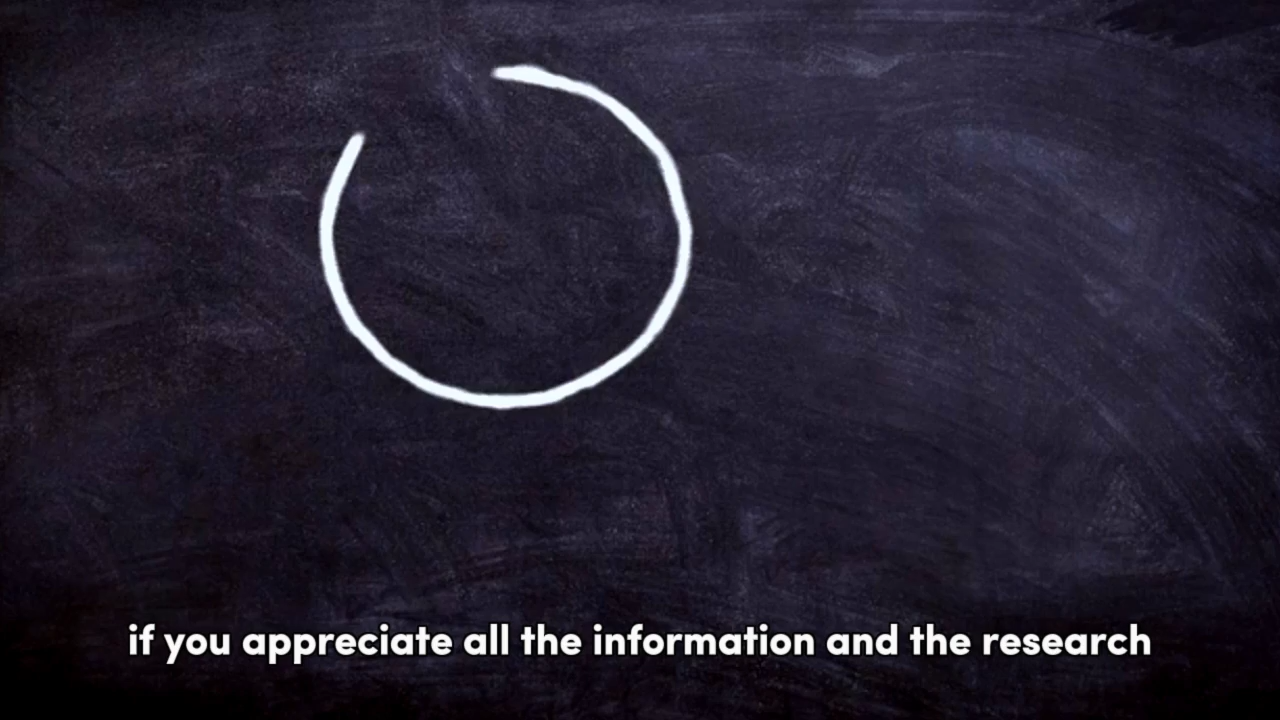 if you appreciate all the information and the research